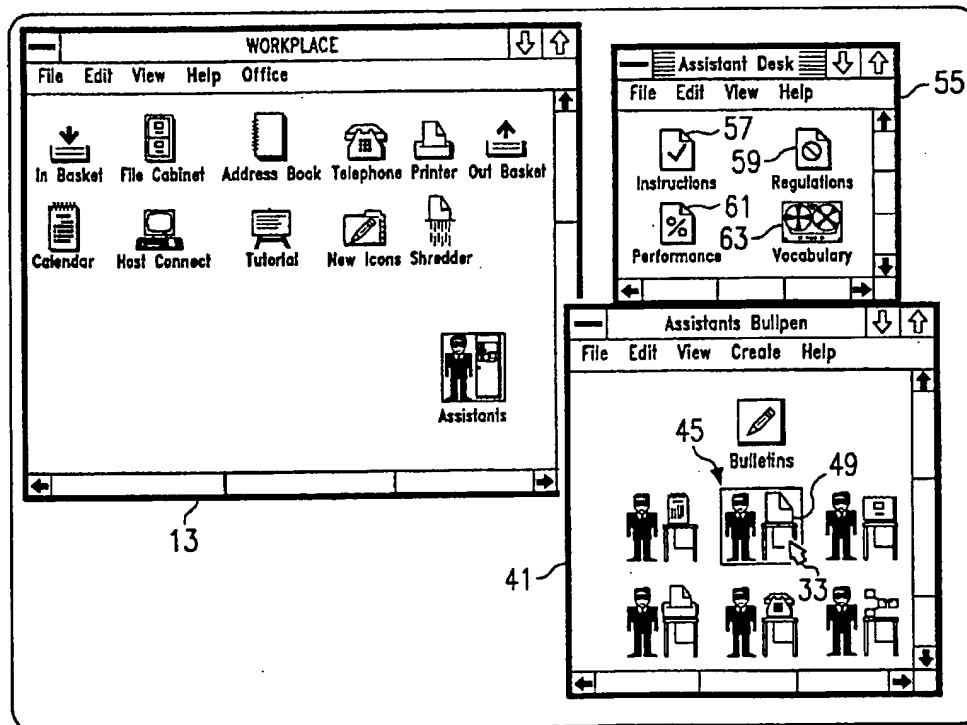 WORKPLACE
File Edit View Help Office
In Basket File Cabinet Address Book Telephone Printer Out Basket
Calendar Host Connect Tutorial New Icons Shredder
Assistants
13
Assistant Desk
55
File Edit View Help
57
59
Instructions Regulations
61
63
Performance Vocabulary
Assistants Bullpen
File Edit View Create Help
45
Bulletins
49
41
33